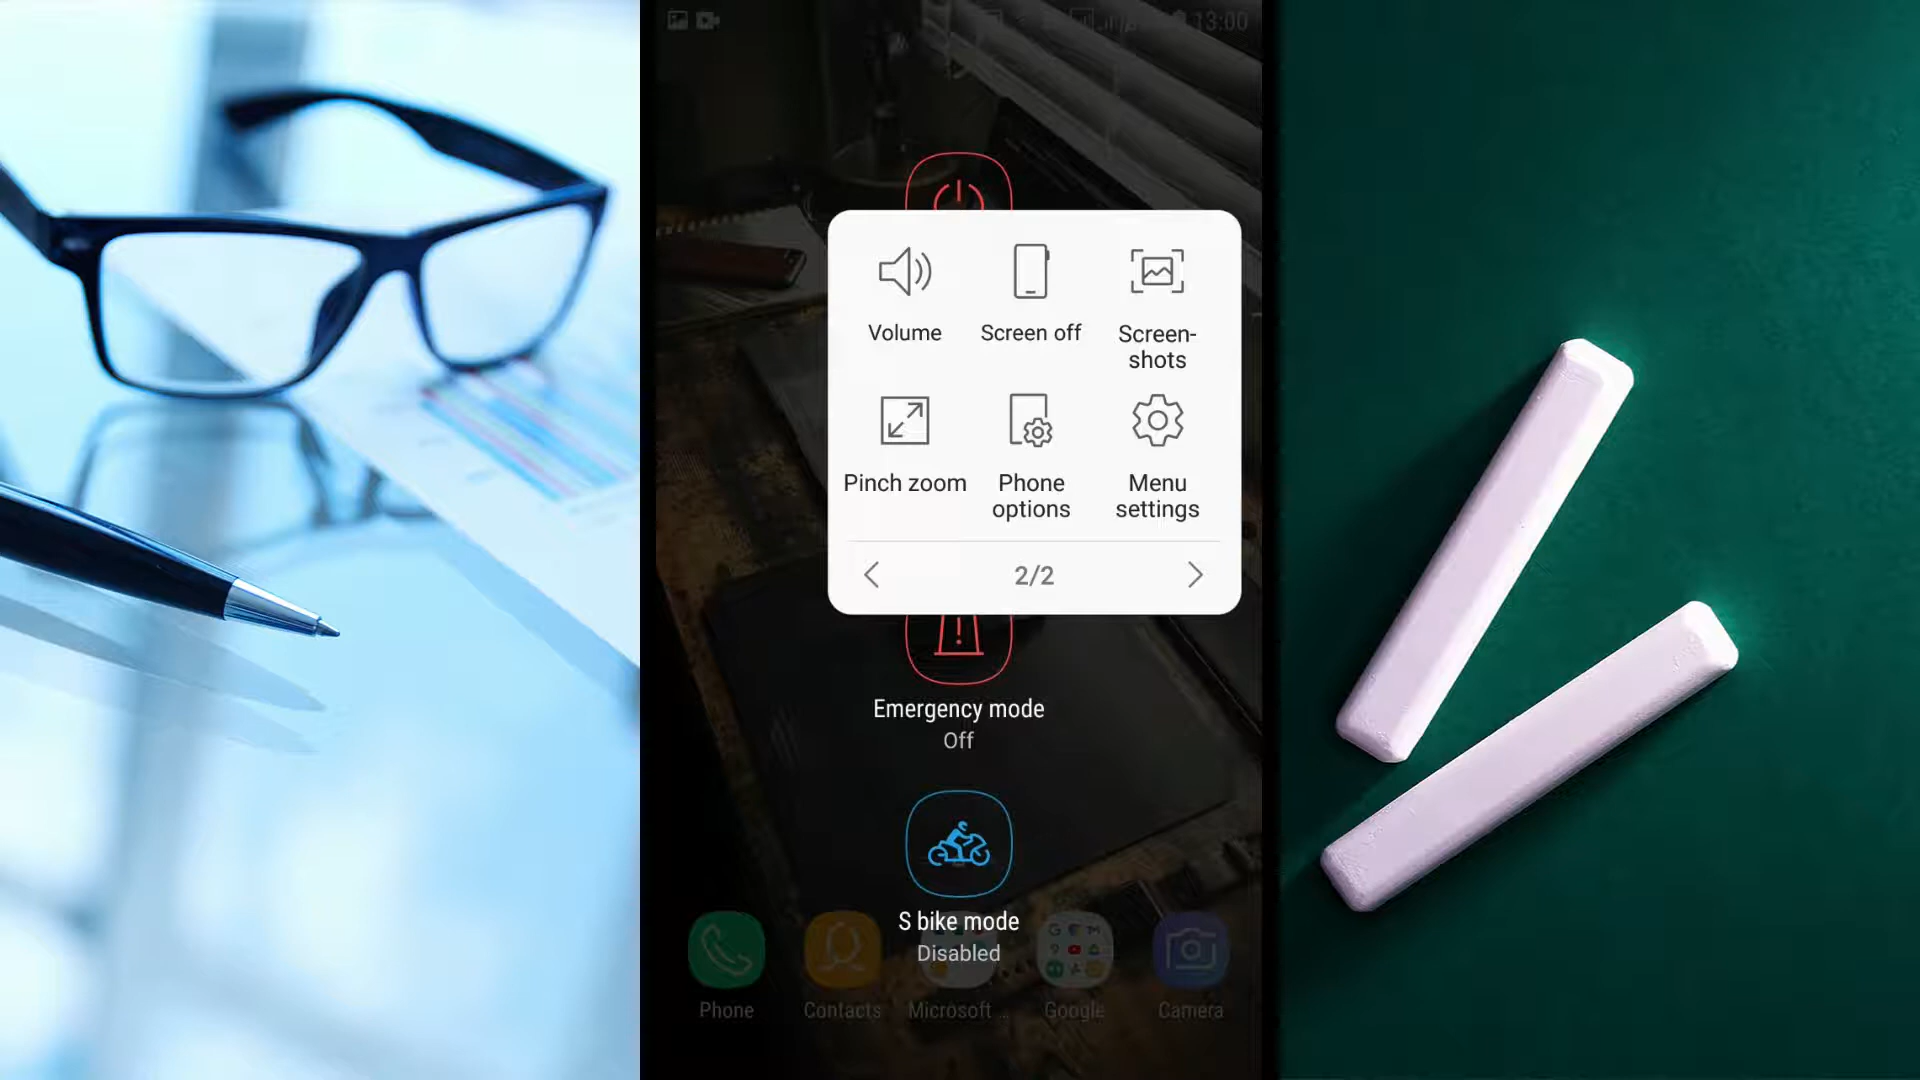 13:00
Volume
Screen off
Screen-
shots
Pinch zoom
Phone
options
Menu
settings
2/2
Emergency mode
Off
S bike mode
Disabled
Phone
Contacts
Microsoft ...
Google
Camera